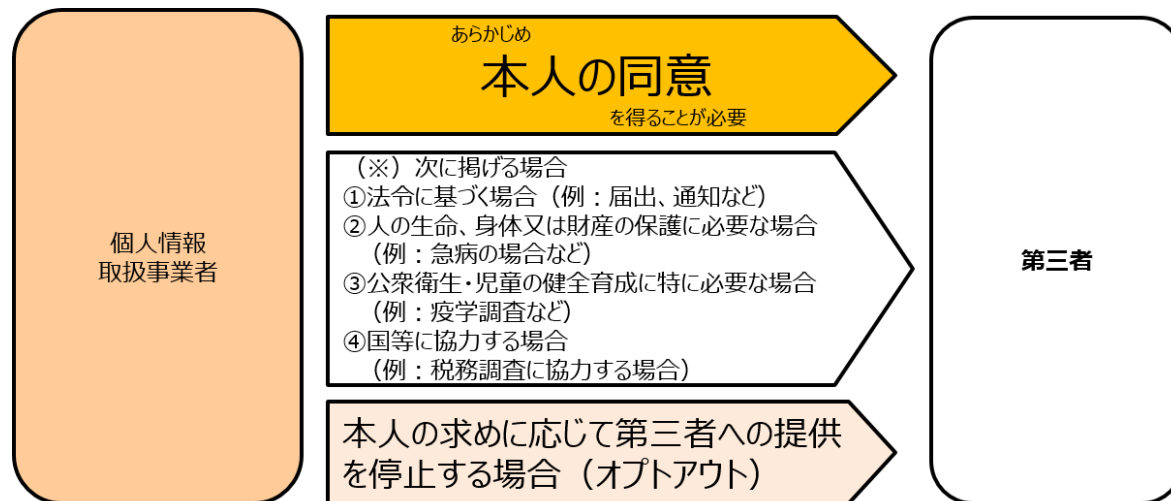 個人情報
取扱事業者
あらかじめ
本人の同意
を得ることが必要
（※）次に掲げる場合
①法令に基づく場合（例：届出、通知など）
②人の生命、身体又は財産の保護に必要な場合
（例：急病の場合など）
③公衆衛生・児童の健全育成に特に必要な場合
（例：疫学調査など）
④国等に協力する場合
（例：税務調査に協力する場合）
本人の求めに応じて第三者への提供
を停止する場合（オプトアウト）
第三者